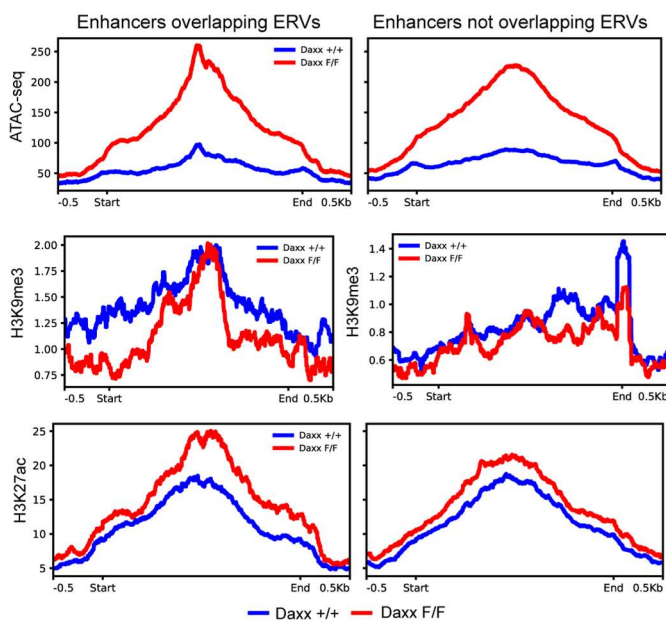 Enhancers overlapping ERVs
Enhancers not overlapping ERVs
ATAC-seq
250
200
150
100
50
Daxx +/+
Daxx F/F
-0.5 Start End 0.5Kb
Daxx +/+
Daxx F/F
-0.5 Start End 0.5Kb
H3K9me3
2.00
1.75
1.50
1.25
1.00
0.75
Daxx +/+
Daxx F/F
-0.5 Start End 0.5Kb
H3K9me3
1.4
1.2
1.0
0.8
0.6
Daxx +/+
Daxx F/F
-0.5 Start End 0.5Kb
H3K27ac
25
20
15
10
5
Daxx +/+
Daxx F/F
-0.5 Start End 0.5Kb
-0.5 Start End 0.5Kb
Daxx +/+ Daxx F/F